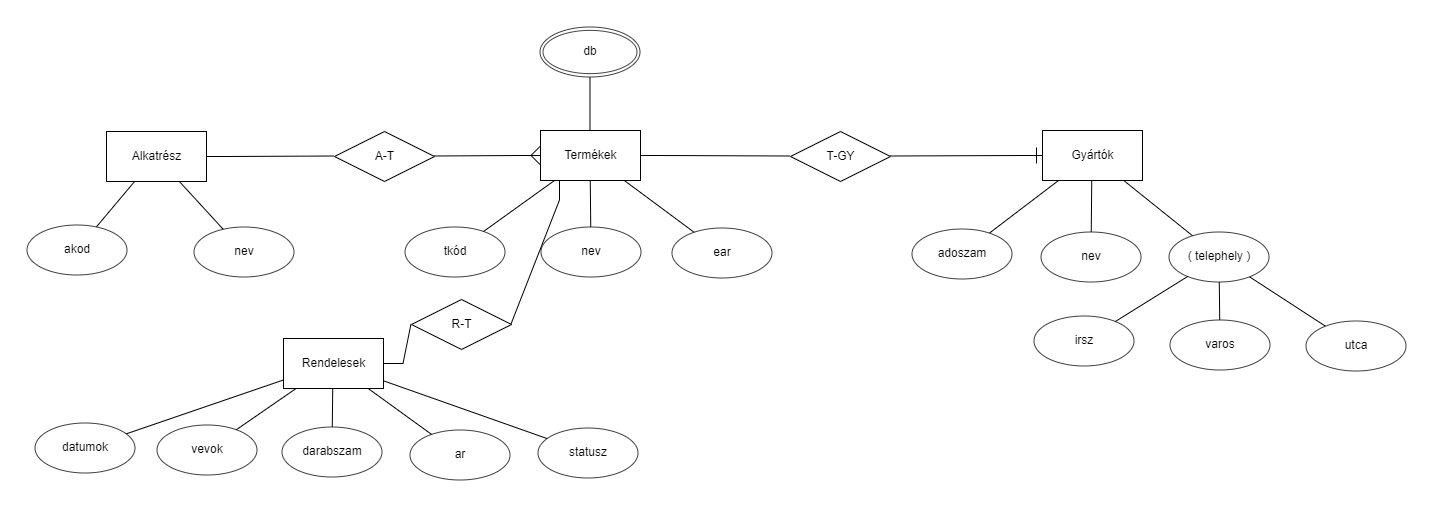 db
Alkatrész
A-T
Termékek
T-GY
Gyártók
akod
nev
tkód
nev
ear
adoszam
nev
( telephely )
R-T
irsz
varos
utca
Rendelesek
datumok
vevok
darabszam
ar
statusz